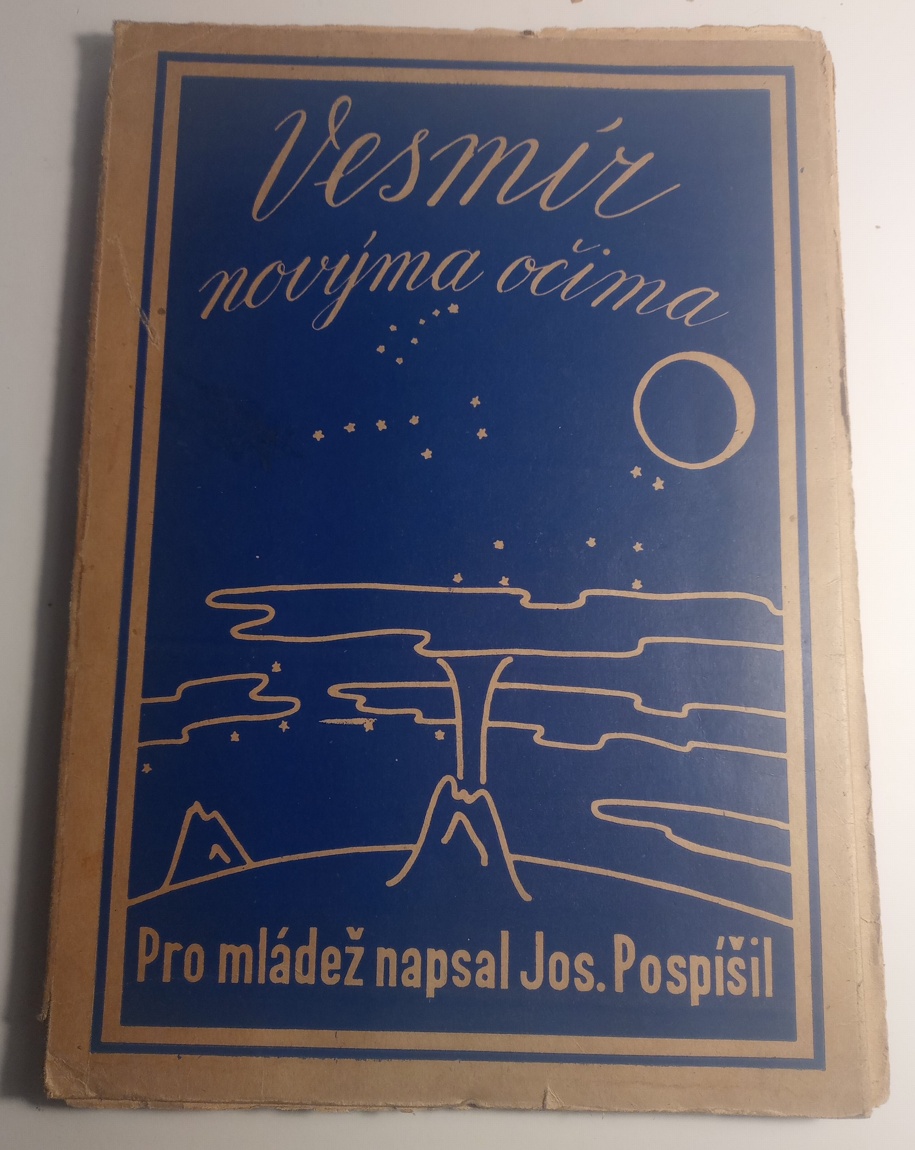 Vesmír
novýma očima
Pro mládež napsal Jos. Pospíšil